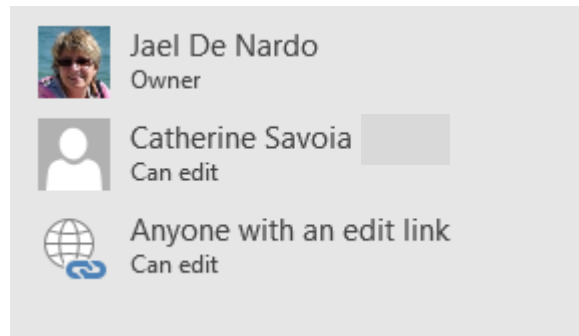 Jael De Nardo
Owner
Catherine Savoia
Can edit
Anyone with an edit link
Can edit